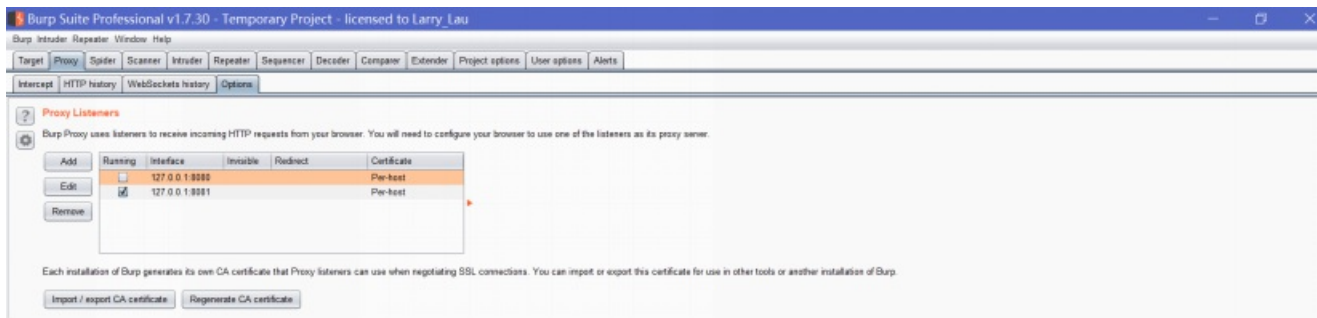 Burp Suite Professional v1.7.30 - Temporary Project - licensed to Larry_Lau
Burp Intruder Repeater Window Help
Target Proxy Spider Scanner Intruder Repeater Sequencer Decoder Comparer Extender Project options User options Alerts
Intercept HTTP history WebSockets history Options
? Proxy Listeners
Burp Proxy uses listeners to receive incoming HTTP requests from your browser. You will need to configure your browser to use one of the listeners as its proxy server.
Add Running Interface Invisible Redirect Certificate
127.0.0.1:8080 Per-host
Edit 127.0.0.1:8081 Per-host
Remove
Each installation of Burp generates its own CA certificate that Proxy listeners can use when negotiating SSL connections. You can import or export this certificate for use in other tools or another installation of Burp.
Import / export CA certificate Regenerate CA certificate